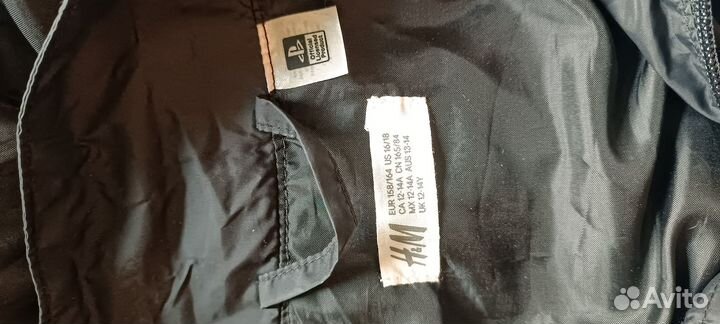 Official
Licensed
Product
EUR 158/164 US 16/18
CA 12-14A CN 165/84
MX 12-14A AUS 13-14
UK 12-14Y
H&M
Avito